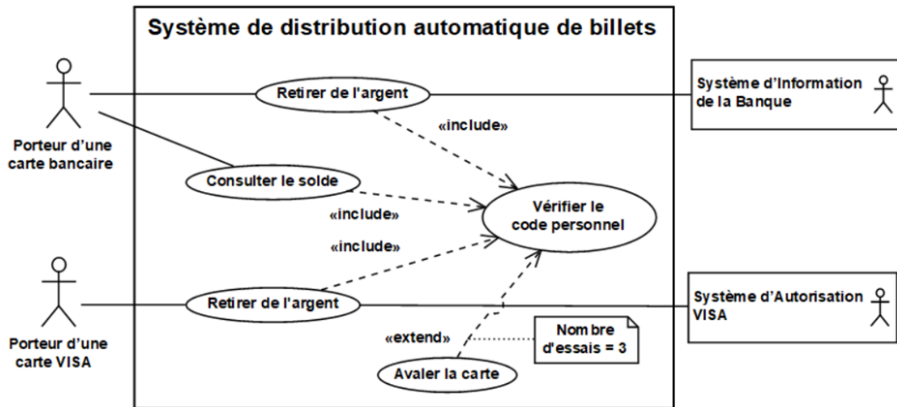 Système de distribution automatique de billets
Retirer de l'argent
Système d'Information
de la Banque
«include»
Porteur d'une
carte bancaire
Consulter le solde
«include»
Vérifier le
code personnel
«include»
Retirer de l'argent
Système d'Autorisation
VISA
Porteur d'une
carte VISA
«extend»
Nombre
d'essais = 3
Avaler la carte